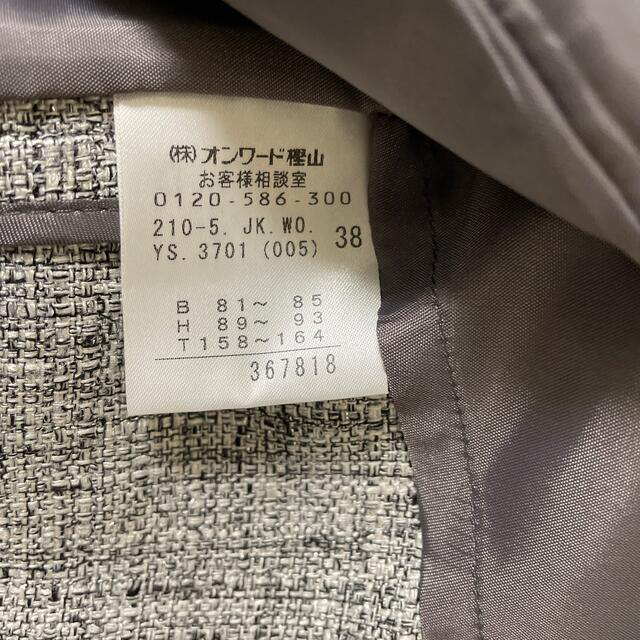 (株)オンワード樫山
お客様相談室
0120-586-300
210-5. JK.WO.
YS.3701 (005) 38
B 81〜 85
H 89〜 93
T 158〜164
367818